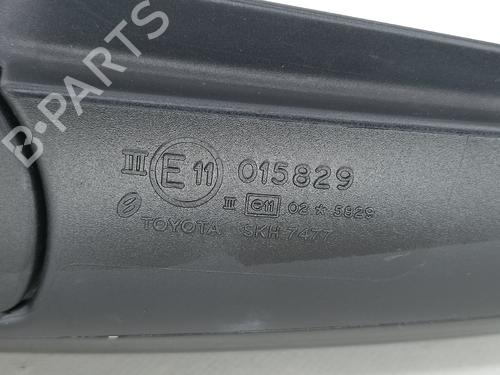 B-PARTS
III E11 015829
III e11 02 * 5829
TOYOTA SKH 7477